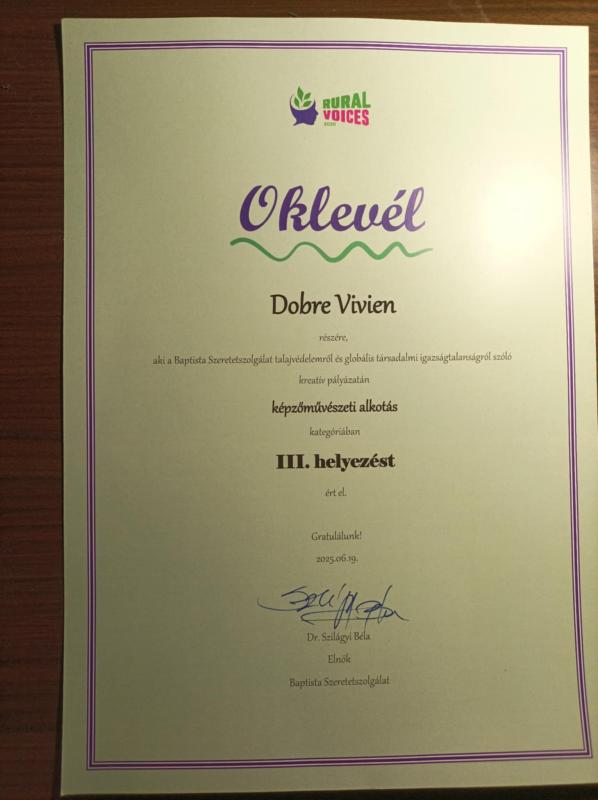 RURAL
VOICES
Oklevél
Dobre Vivien
részére,
aki a Baptista Szeretetszolgálat talajvédelemről és globális társadalmi igazságtalanságról szóló
kreatív pályázatán
képzőművészeti alkotás
kategóriában
III. helyezést
ért el.
Gratulálunk!
2025.06.19.
Dr. Szilágyi Béla
Elnök
Baptista Szeretetszolgálat